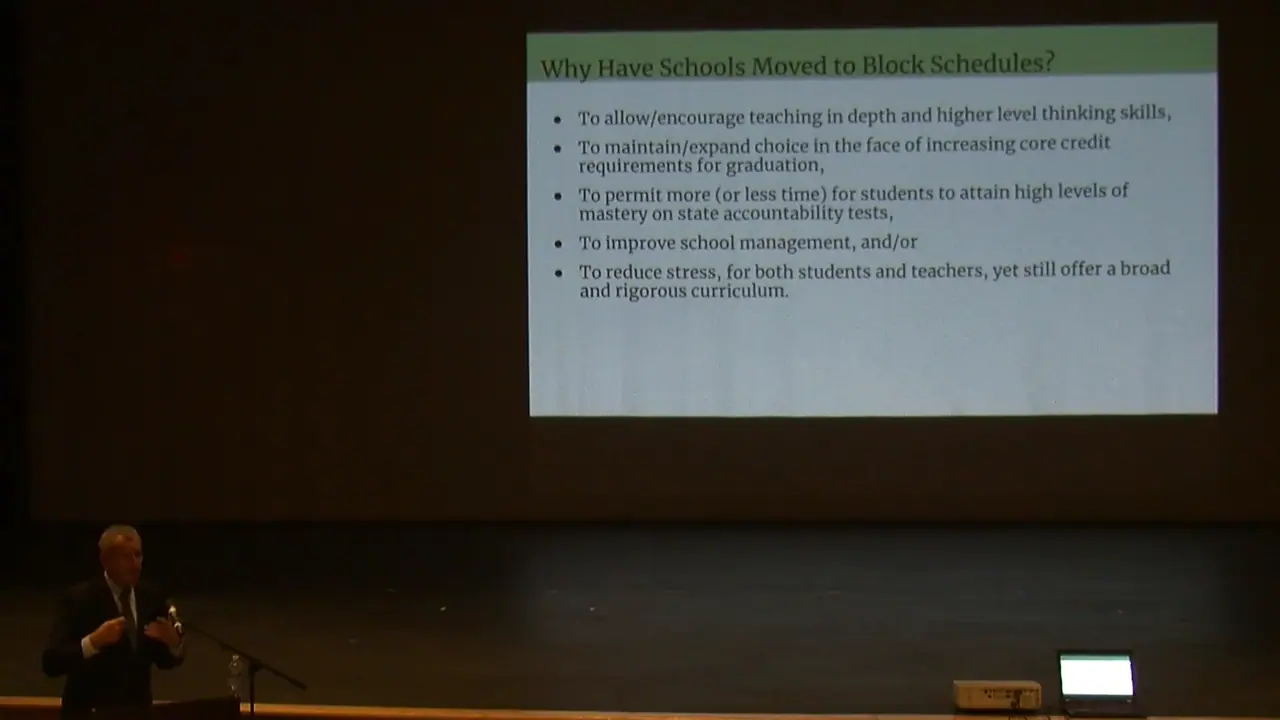 Why Have Schools Moved to Block Schedules?
• To allow/encourage teaching in depth and higher level thinking skills,
• To maintain/expand choice in the face of increasing core credit
requirements for graduation,
• To permit more (or less time) for students to attain high levels of
mastery on state accountability tests,
• To improve school management, and/or
• To reduce stress, for both students and teachers, yet still offer a broad
and rigorous curriculum.